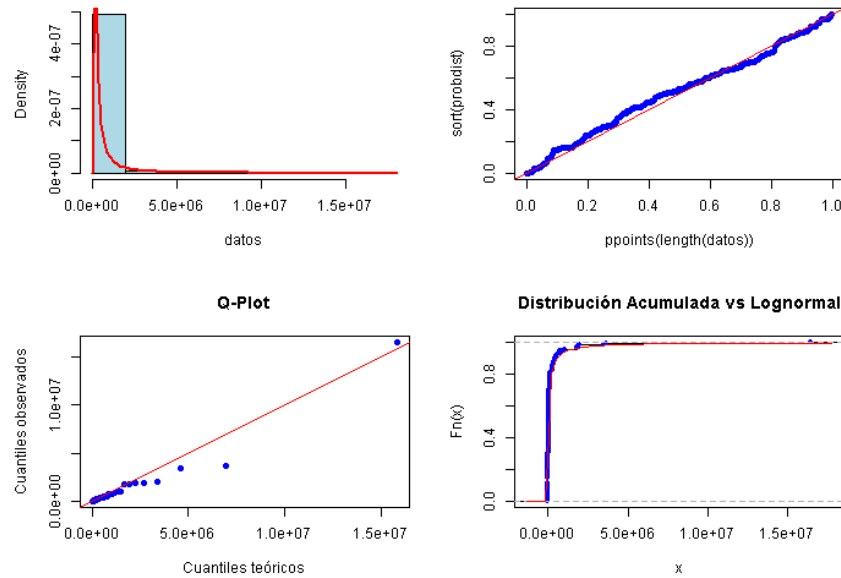 Density
0e+00 2e-07 4e-07
0.0e+00 5.0e+06 1.0e+07 1.5e+07
datos
sort(probdist)
0.0 0.4 0.8
0.0 0.2 0.4 0.6 0.8 1.0
ppoints(length(datos))
Q-Plot
Cuantiles observados
0.0e+00 1.0e+07
0.0e+00 5.0e+06 1.0e+07 1.5e+07
Cuantiles teóricos
Distribución Acumulada vs Lognormal
Fn(x)
0.0 0.4 0.8
0.0e+00 5.0e+06 1.0e+07 1.5e+07
x